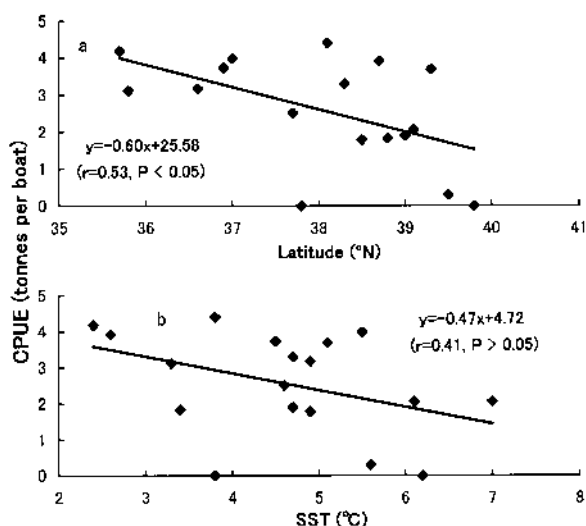 a
5
4
3
2
1
0
y=-0.60x+25.58
(r=0.53, P < 0.05)
35 36 37 38 39 40 41
Latitude (°N)
CPUE (tonnes per boat)
b
5
4
3
2
1
0
y=-0.47x+4.72
(r=0.41, P > 0.05)
2 3 4 5 6 7 8
SST (℃)